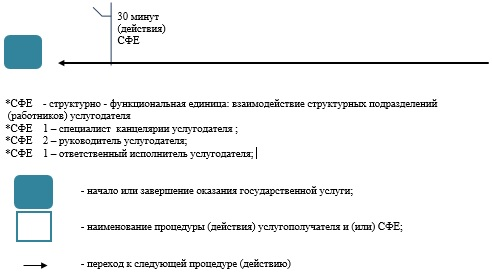 30 минут
(действия)
СФЕ
*СФЕ - структурно - функциональная единица: взаимодействие структурных подразделений
(работников) услугодателя
*СФЕ 1 – специалист канцелярии услугодателя ;
*СФЕ 2 – руководитель услугодателя;
*СФЕ 1 – ответственный исполнитель услугодателя;
- начало или завершение оказания государственной услуги;
- наименование процедуры (действия) услугополучателя и (или) СФЕ;
- переход к следующей процедуре (действию)